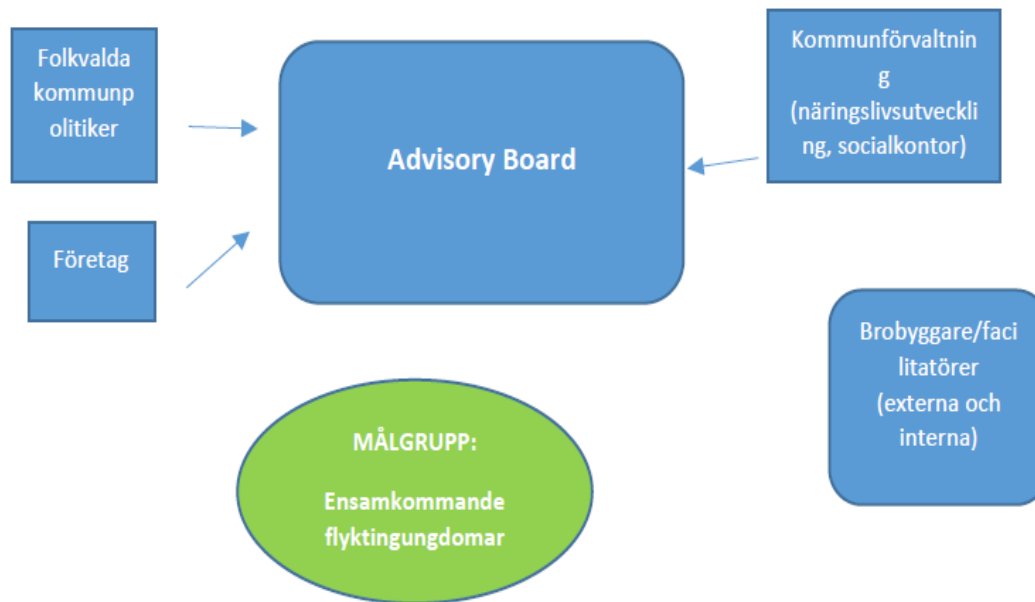 Folkvalda
kommunp
olitiker
Advisory Board
Kommunförvaltnin
g
(näringslivsutveckli
ng, socialkontor)
Företag
Brobyggare/faci
litatörer
(externa och
interna)
MÅLGRUPP:
Ensamkommande
flyktingungdomar